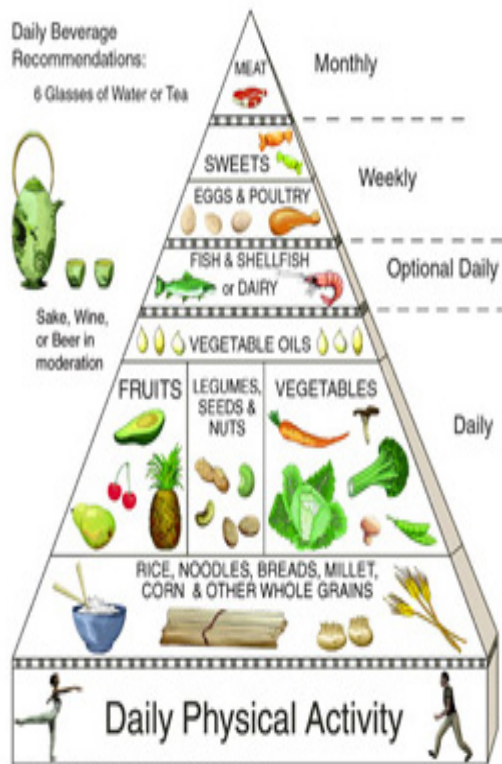 Daily Beverage
Recommendations:
6 Glasses of Water or Tea
Sake, Wine,
or Beer in
moderation
MEAT
Monthly
SWEETS
EGGS & POULTRY
Weekly
FISH & SHELLFISH
or DAIRY
Optional Daily
VEGETABLE OILS
FRUITS
LEGUMES,
SEEDS &
NUTS
VEGETABLES
Daily
RICE, NOODLES, BREADS, MILLET,
CORN & OTHER WHOLE GRAINS
Daily Physical Activity